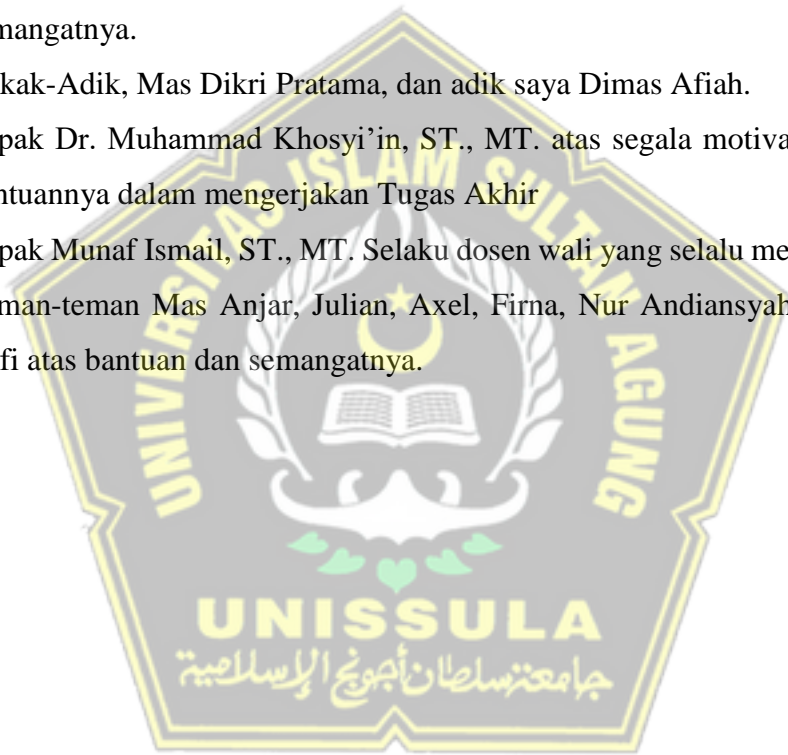 mangatnya.
kak-Adik, Mas Dikri Pratama, dan adik saya Dimas Afiah.
pak Dr. Muhammad Khosyi’in, ST., MT. atas segala motiva
ntuannya dalam mengerjakan Tugas Akhir
pak Munaf Ismail, ST., MT. Selaku dosen wali yang selalu me
man-teman Mas Anjar, Julian, Axel, Firna, Nur Andiansyah
fi atas bantuan dan semangatnya.
UNIVERSITAS ISLAM SULTAN AGUNG
UNISSULA
جامعة سلطان أجونج الإسلامية